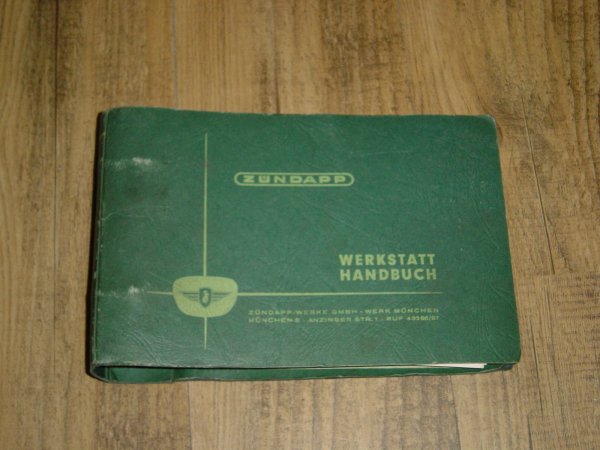 ZÜNDAPP
WERKSTATT
HANDBUCH
ZÜNDAPP-WERKE GMBH · WERK MÜNCHEN
MÜNCHEN-8 · ANZINGER STR. 1 · RUF